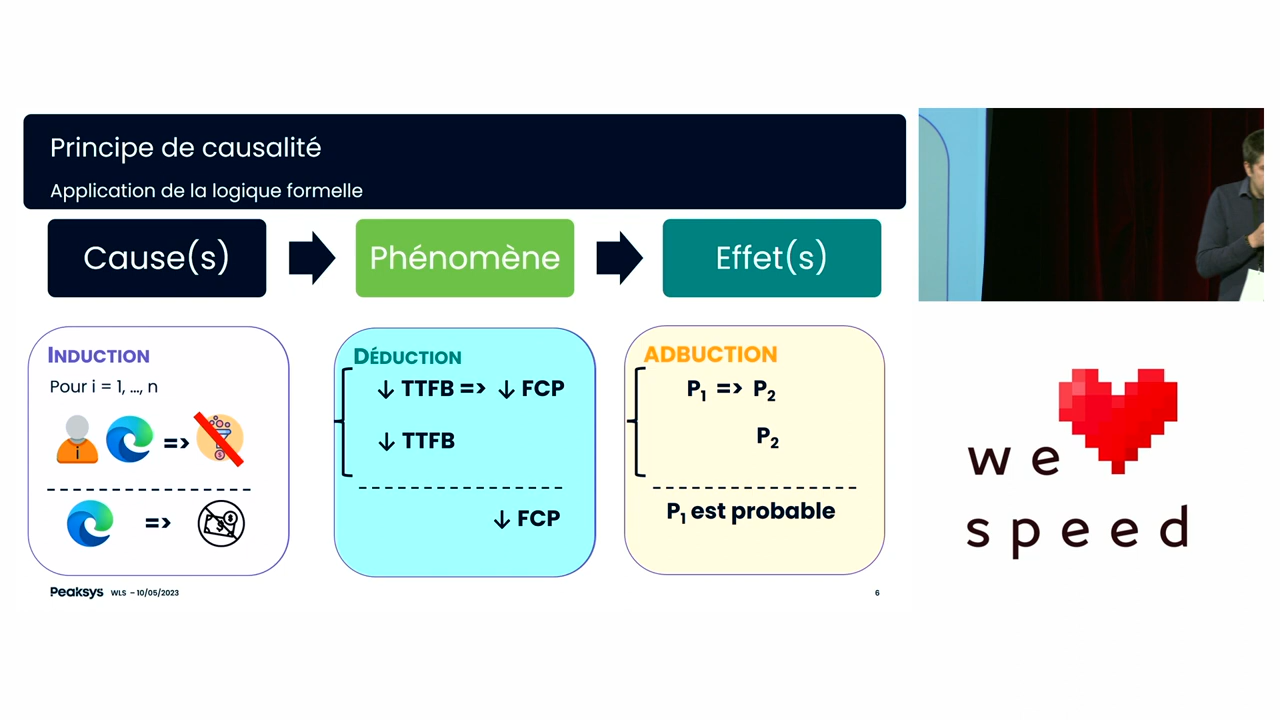 Principe de causalité
Application de la logique formelle
Cause(s)
Phénomène
Effet(s)
INDUCTION
Pour i = 1, ..., n
i
=>
=>
DÉDUCTION
↓ TTFB => ↓ FCP
↓ TTFB
↓ FCP
ADBUCTION
P₁ => P₂
P₂
P₁ est probable
Peaksys WLS – 10/05/2023
6
we
speed